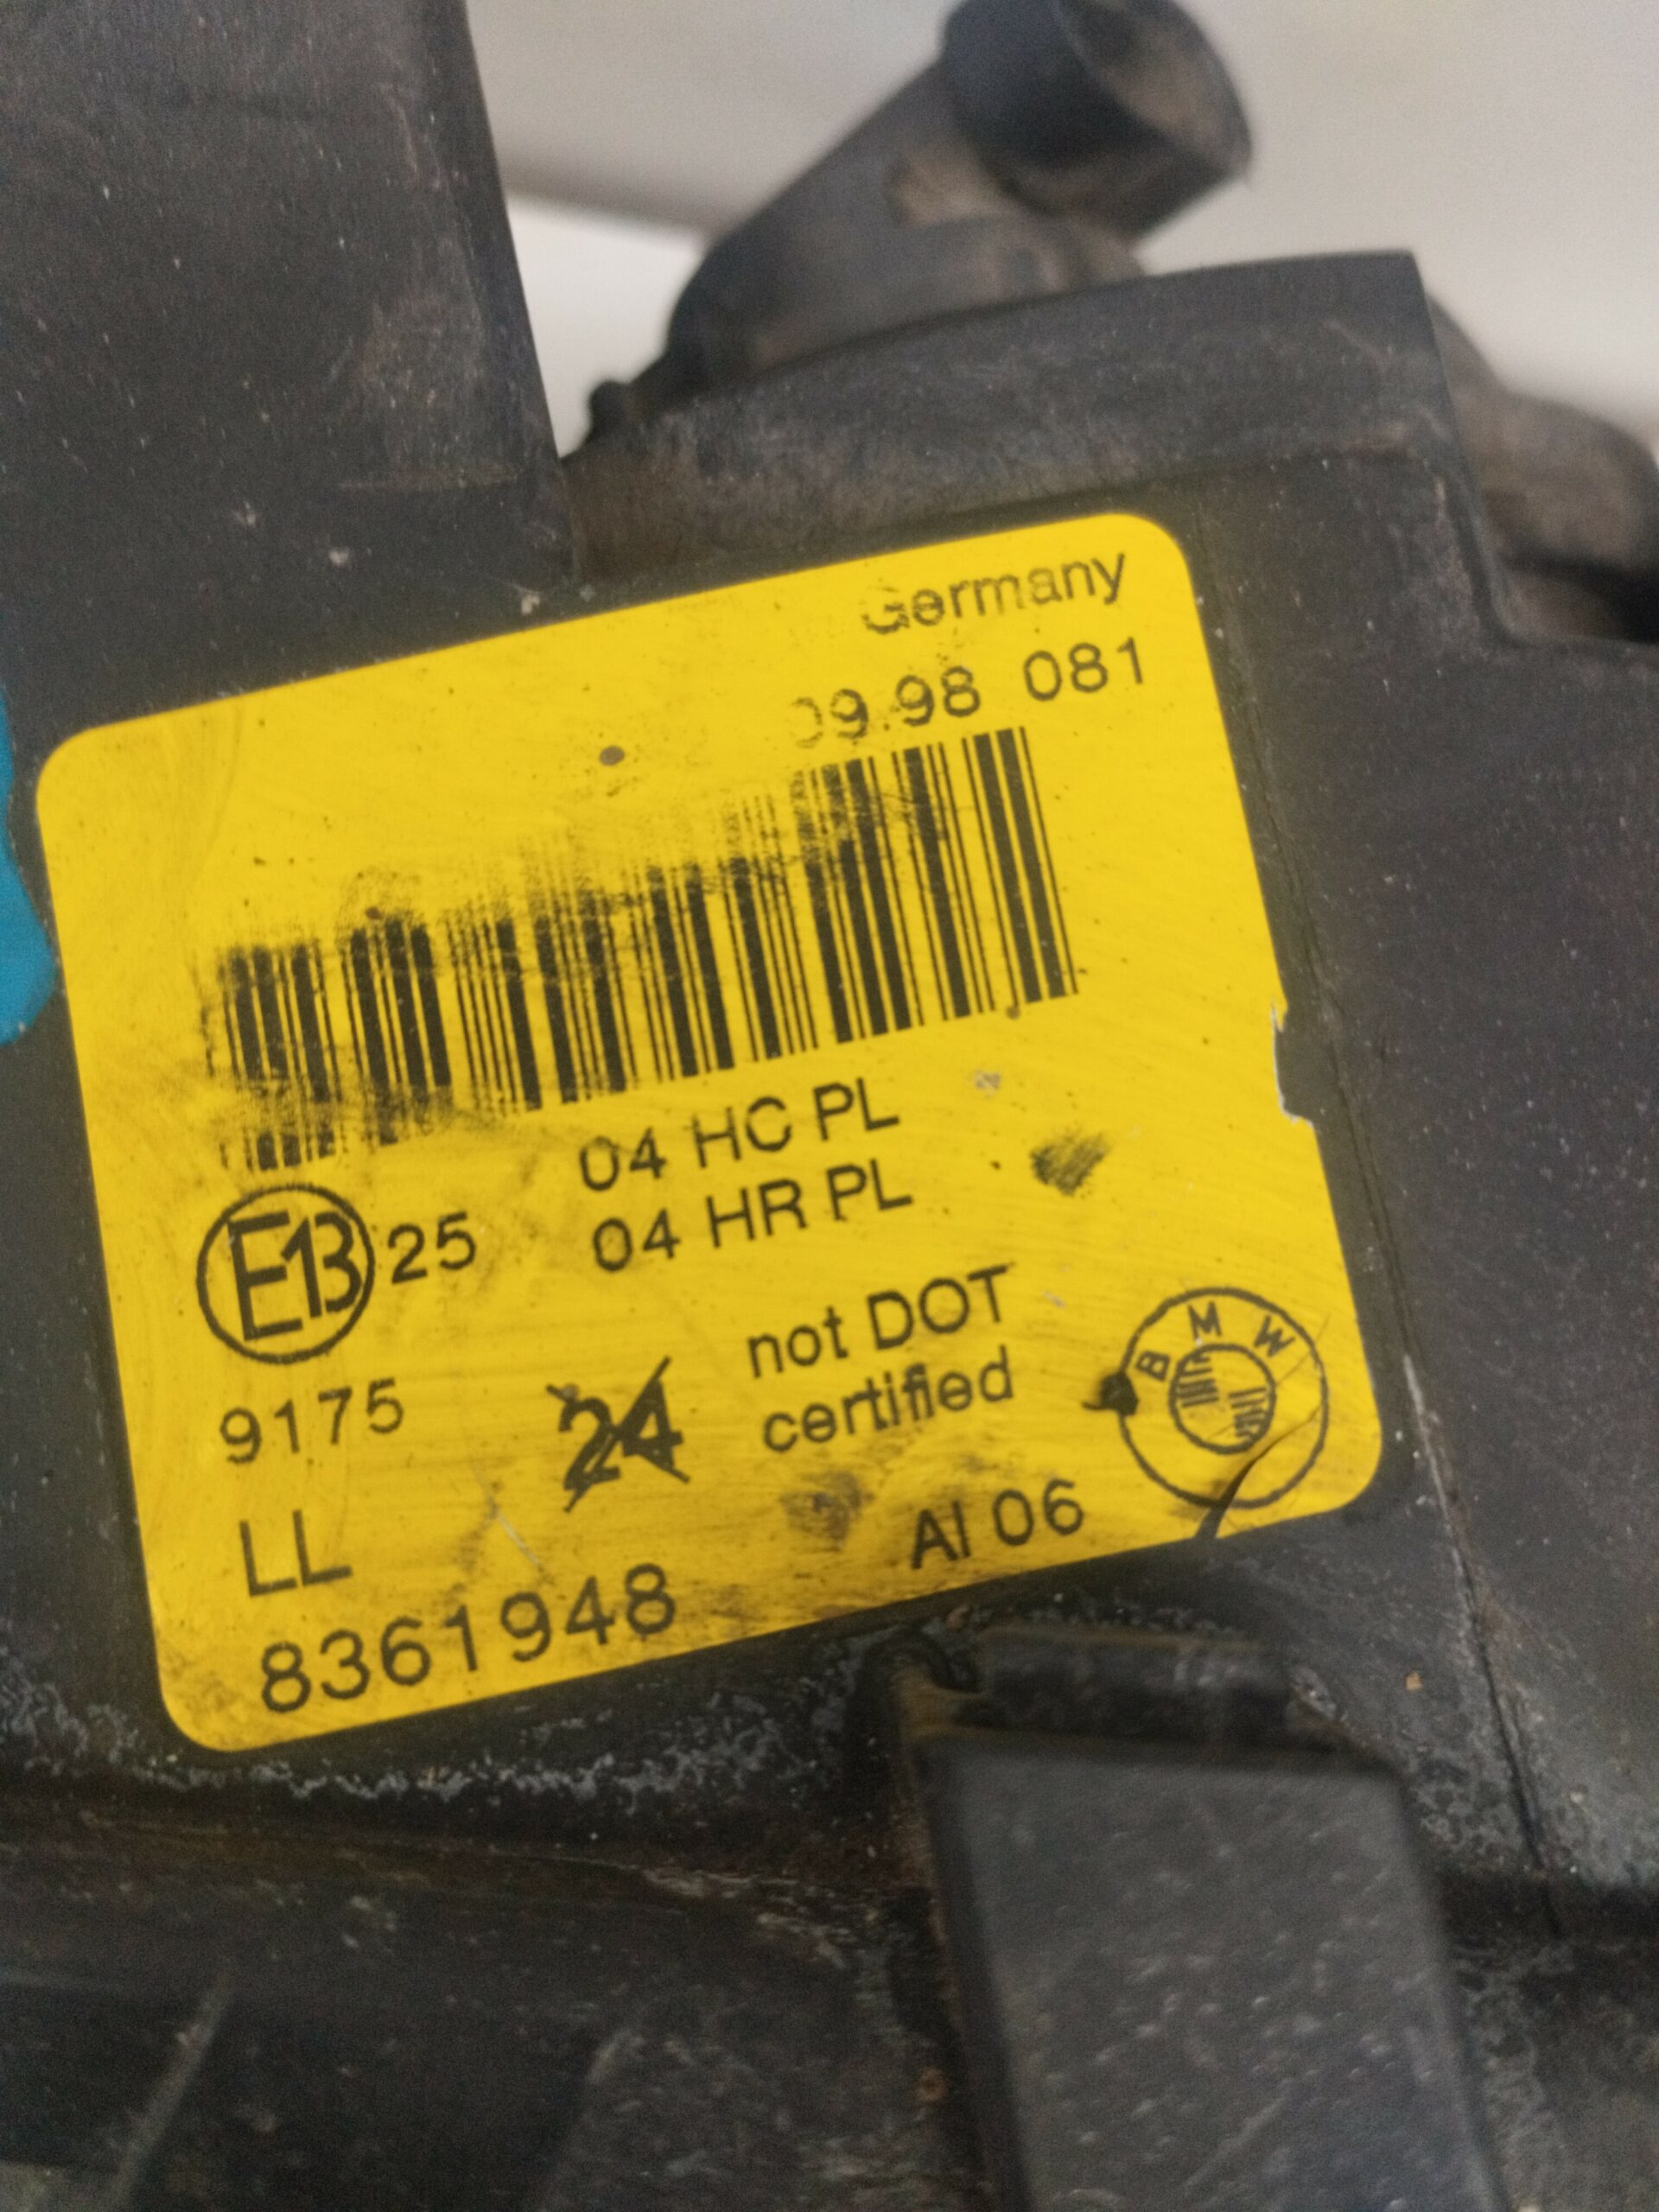 Germany
09.98 081
04 HC PL
E13 25
04 HR PL
not DOT
certified
9175
24
B M W
LL
AI 06
8361948